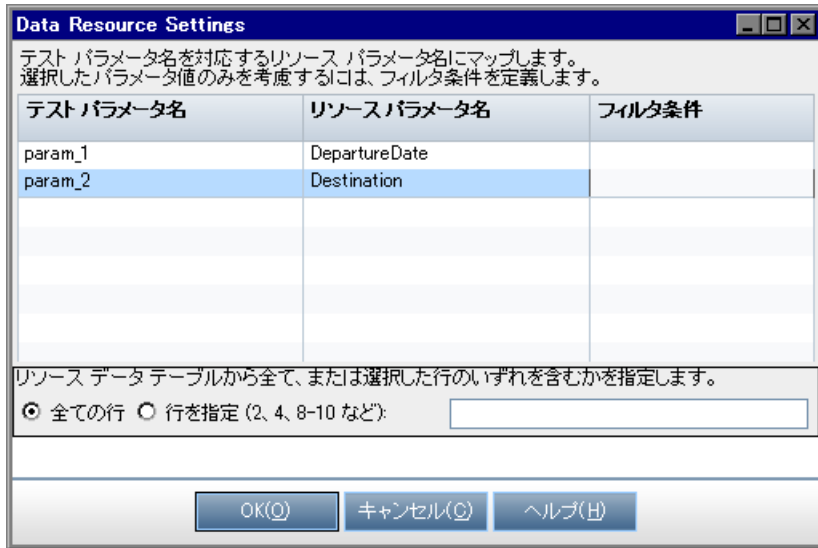 Data Resource Settings
テスト パラメータ名を対応するリソース パラメータ名にマップします。
選択したパラメータ値のみを考慮するには、フィルタ条件を定義します。
テスト パラメータ名 リソース パラメータ名 フィルタ条件
param_1 DepartureDate
param_2 Destination
リソース データ テーブルから全て、または選択した行のいずれを含むかを指定します。
全ての行 行を指定 (2、4、8-10 など):
OK(O) キャンセル(C) ヘルプ(H)